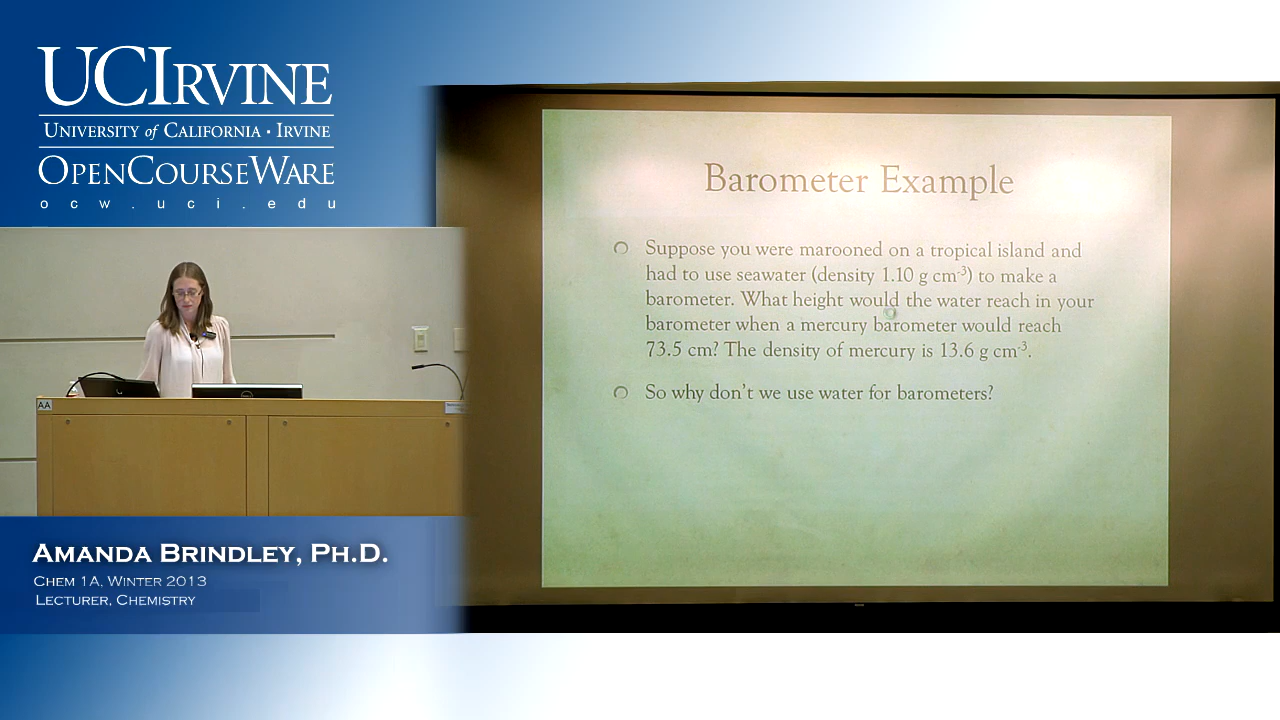 UCIRVINE
UNIVERSITY of CALIFORNIA · IRVINE
OPENCOURSEWARE
ocw.uci.edu
Barometer Example
Suppose you were marooned on a tropical island and
had to use seawater (density 1.10 g cm⁻³) to make a
barometer. What height would the water reach in your
barometer when a mercury barometer would reach
73.5 cm? The density of mercury is 13.6 g cm⁻³.
So why don't we use water for barometers?
AA
AMANDA BRINDLEY, PH.D.
CHEM 1A, WINTER 2013
LECTURER, CHEMISTRY